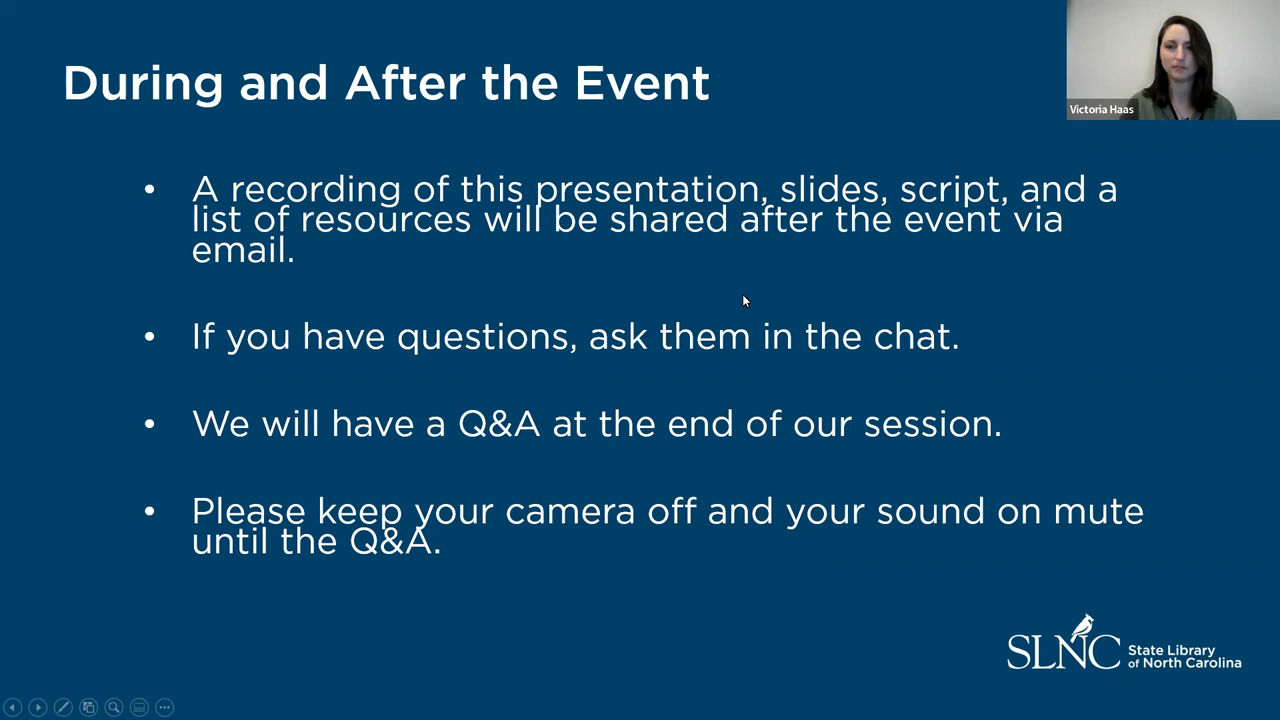 During and After the Event
Victoria Haas
• A recording of this presentation, slides, script, and a
list of resources will be shared after the event via
email.
• If you have questions, ask them in the chat.
• We will have a Q&A at the end of our session.
• Please keep your camera off and your sound on mute
until the Q&A.
SLNC State Library
of North Carolina